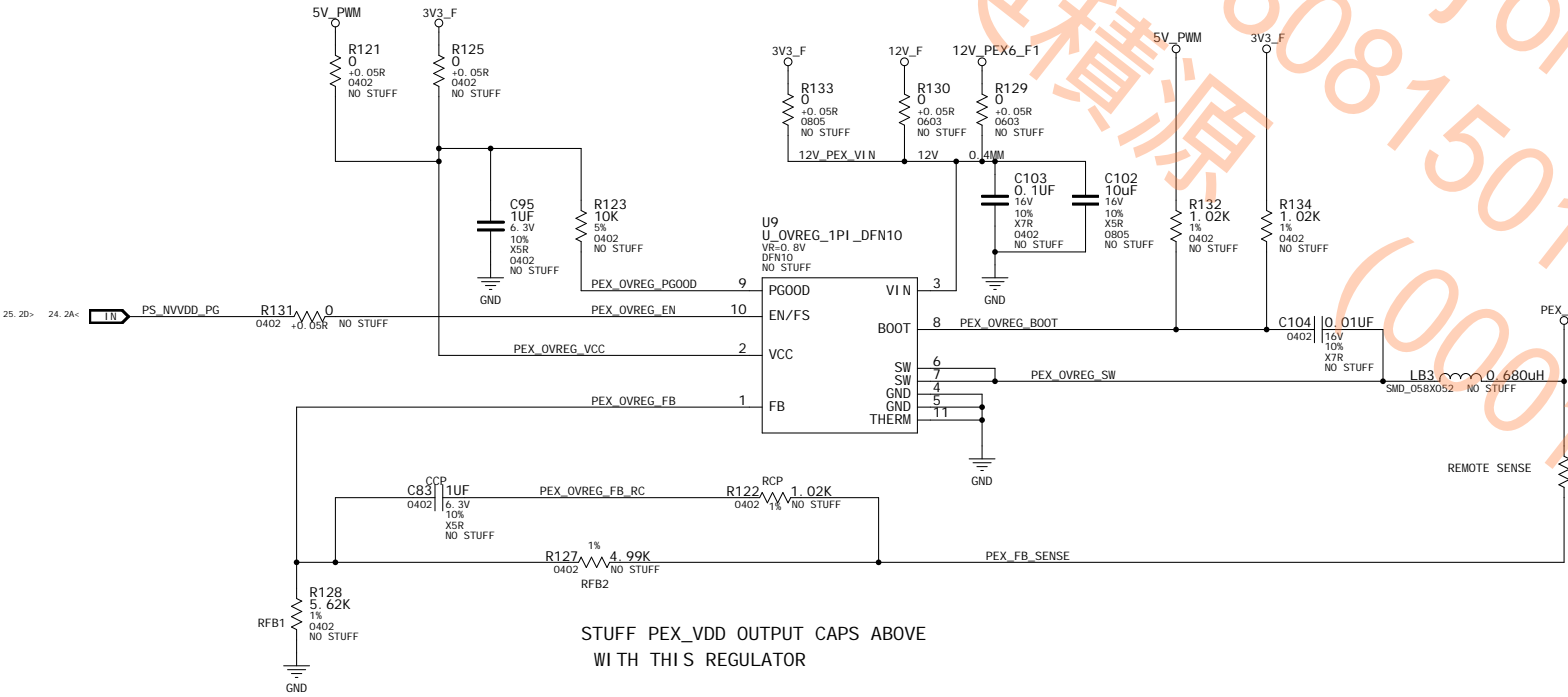 5V_PWM
3V3_F
R121
0
+0.05R
0402
NO STUFF
R125
0
+0.05R
0402
NO STUFF
3V3_F
12V_F
12V_PEX6_F1
5V_PWM
3V3_F
R133
0
+0.05R
0805
NO STUFF
R130
0
+0.05R
0603
NO STUFF
R129
0
+0.05R
0603
NO STUFF
12V_PEX_VIN
12V
0.4MM
C95
1UF
6.3V
10%
X5R
0402
NO STUFF
GND
R123
10K
5%
0402
NO STUFF
C103
0.1UF
16V
10%
X7R
0402
NO STUFF
C102
10uF
16V
10%
X5R
0805
NO STUFF
GND
R132
1.02K
1%
0402
NO STUFF
R134
1.02K
1%
0402
NO STUFF
U9
U_OVREG_1PI_DFN10
VR=0.8V
DFN10
NO STUFF
PEX_OVREG_PGOOD 9 PGOOD
VIN 3
25.2D> 24.2A< IN PS_NVVDD_PG
R131 0
0402 +0.05R NO STUFF
PEX_OVREG_EN 10 EN/FS
BOOT 8 PEX_OVREG_BOOT
C104 0.01UF
0402 16V
10%
X7R
NO STUFF
PEX_
PEX_OVREG_VCC 2 VCC
SW 6
SW 7 PEX_OVREG_SW
GND 4
GND 5
THERM 11
GND
LB3 0.680uH
SMD_058X052 NO STUFF
PEX_OVREG_FB 1 FB
REMOTE SENSE
CCP
C83 1UF
0402 6.3V
10%
X5R
NO STUFF
PEX_OVREG_FB_RC
RCP
R122 1.02K
0402 1% NO STUFF
1%
R127 4.99K
0402 NO STUFF
RFB2
PEX_FB_SENSE
RFB1
R128
5.62K
1%
0402
NO STUFF
GND
STUFF PEX_VDD OUTPUT CAPS ABOVE
WITH THIS REGULATOR
積源